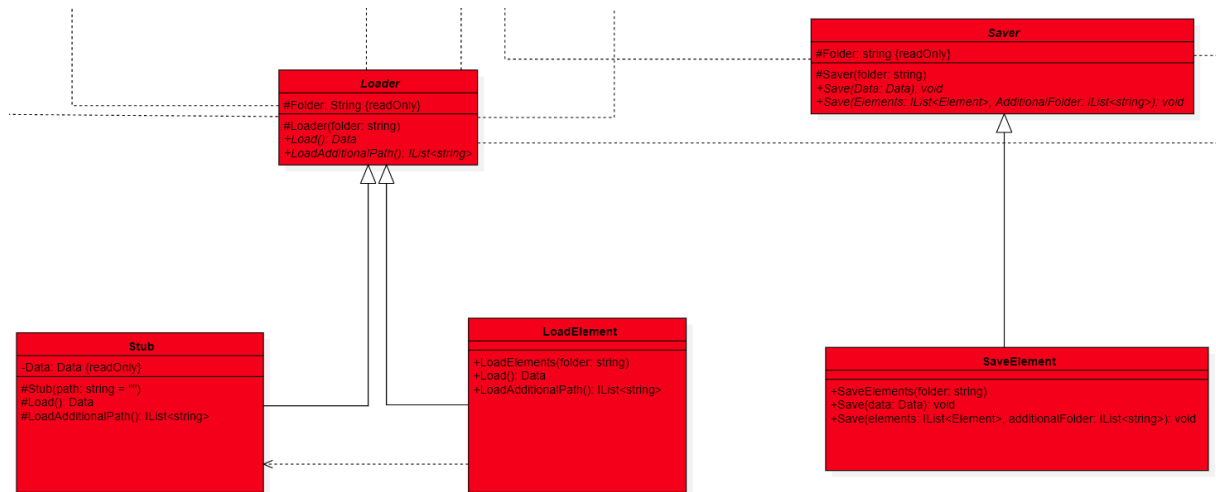 Saver
#Folder: string {readOnly}
#Saver(folder: string)
+Save(Data: Data): void
+Save(Elements: IList<Element>, AdditionalFolder: IList<string>): void
Loader
#Folder: String {readOnly}
#Loader(folder: string)
+Load(): Data
+LoadAdditionalPath(): IList<string>
Stub
-Data: Data {readOnly}
#Stub(path: string = "")
#Load(): Data
#LoadAdditionalPath(): IList<string>
LoadElement
+LoadElements(folder: string)
+Load(): Data
+LoadAdditionalPath(): IList<string>
SaveElement
+SaveElements(folder: string)
+Save(data: Data): void
+Save(elements: IList<Element>, additionalFolder: IList<string>): void